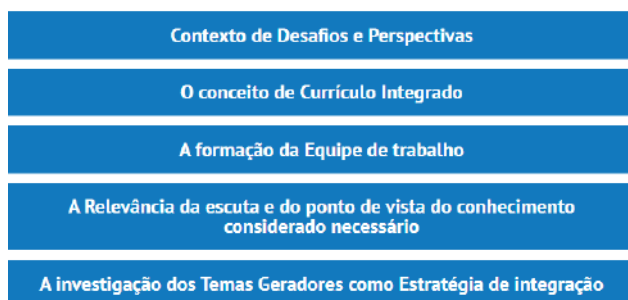 Contexto de Desafios e Perspectivas
O conceito de Currículo Integrado
A formação da Equipe de trabalho
A Relevância da escuta e do ponto de vista do conhecimento
considerado necessário
A investigação dos Temas Geradores como Estratégia de integração